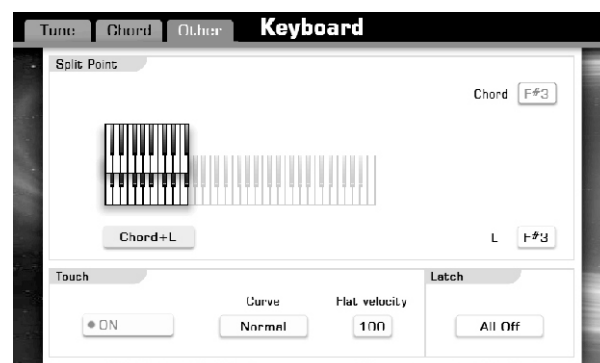 Tune Chord Other Keyboard
Split Point
Chord F#3
Chord+L L F#3
Touch Latch
Curve Flat velocity
ON Normal 100 All Off